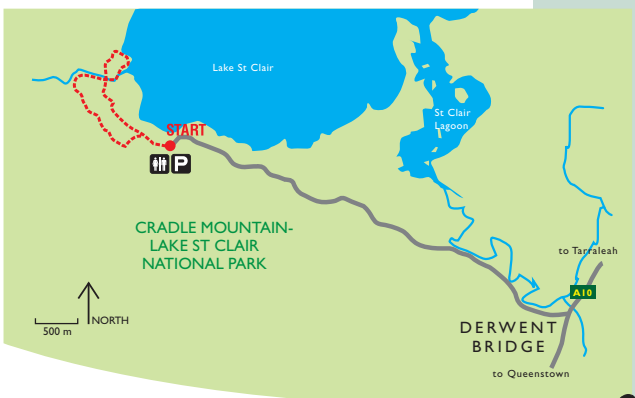 Lake St Clair
St Clair
Lagoon
START
P
CRADLE MOUNTAIN-
LAKE ST CLAIR
NATIONAL PARK
to Tarraleah
A10
NORTH
500 m
DERWENT
BRIDGE
to Queenstown